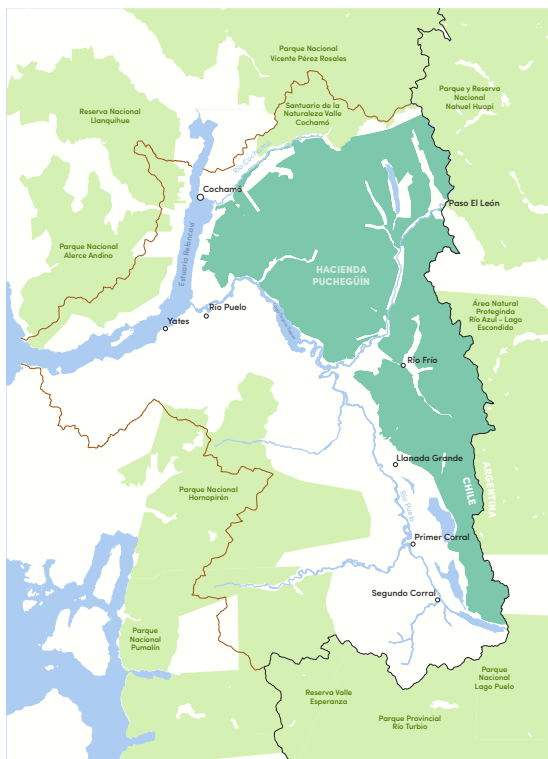 Parque Nacional
Vicente Pérez Rosales
Parque y Reserva
Nacional
Nahuel Huapi
Reserva Nacional
Llanquihue
Santuario de la
Naturaleza Valle
Cochamó
Río Cochamó
Cochamó
Paso El León
Parque Nacional
Alerce Andino
Estuario Reloncaví
HACIENDA
PUCHEGÜÍN
Área Natural
Proteginda
Río Azul - Lago
Escondido
Río Puelo
Yates
Río Frío
Llanada Grande
ARGENTINA
CHILE
Parque Nacional
Hornopirén
Río Puelo
Primer Corral
Segundo Corral
Parque
Nacional
Pumalín
Parque
Nacional
Lago Puelo
Reserva Valle
Esperanza
Parque Provincial
Río Turbio